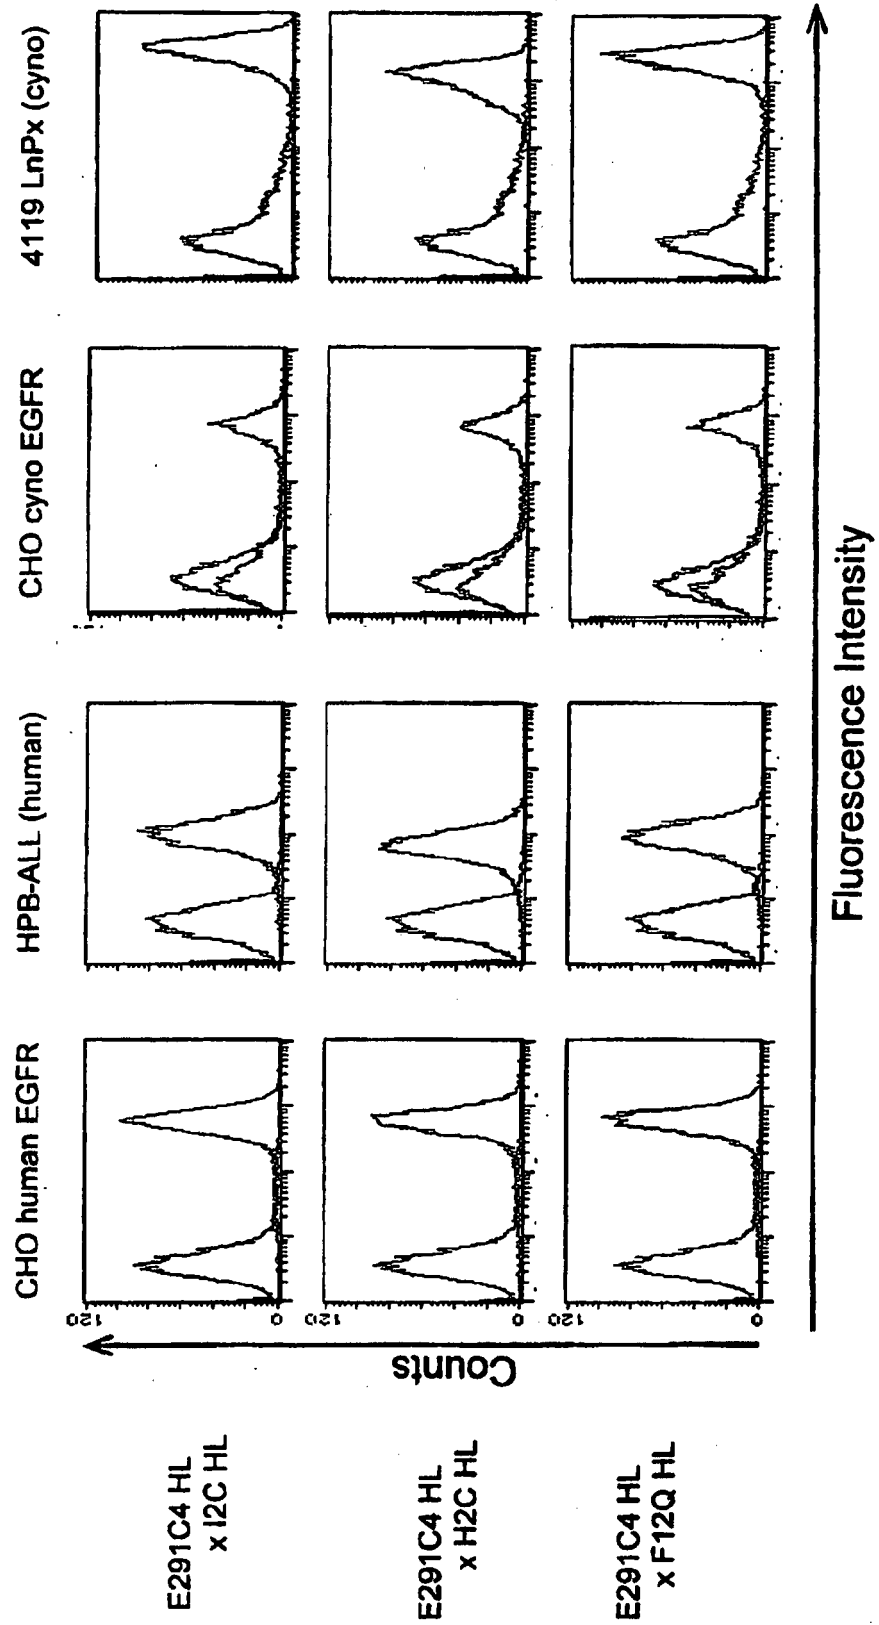 CHO human EGFR
HPB-ALL (human)
CHO cyno EGFR
4119 LnPx (cyno)
E291C4 HL
x I2C HL
120
0
E291C4 HL
x H2C HL
120
0
E291C4 HL
x F12Q HL
120
0
Counts
Fluorescence Intensity